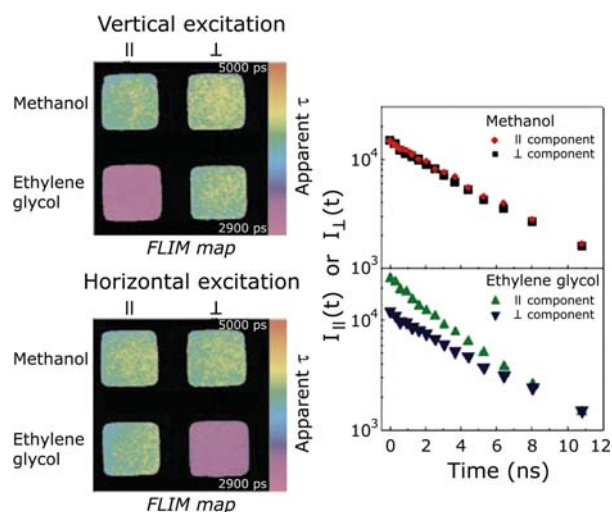 Vertical excitation
|| ⊥
5000 ps
Methanol
Ethylene
glycol
Apparent τ
2900 ps
FLIM map
Horizontal excitation
|| ⊥
5000 ps
Methanol
Ethylene
glycol
Apparent τ
2900 ps
FLIM map
I||(t) or I⊥(t)
Methanol
|| component
⊥ component
10⁴
10³
Ethylene glycol
|| component
⊥ component
10⁴
10³
0 2 4 6 8 10 12
Time (ns)